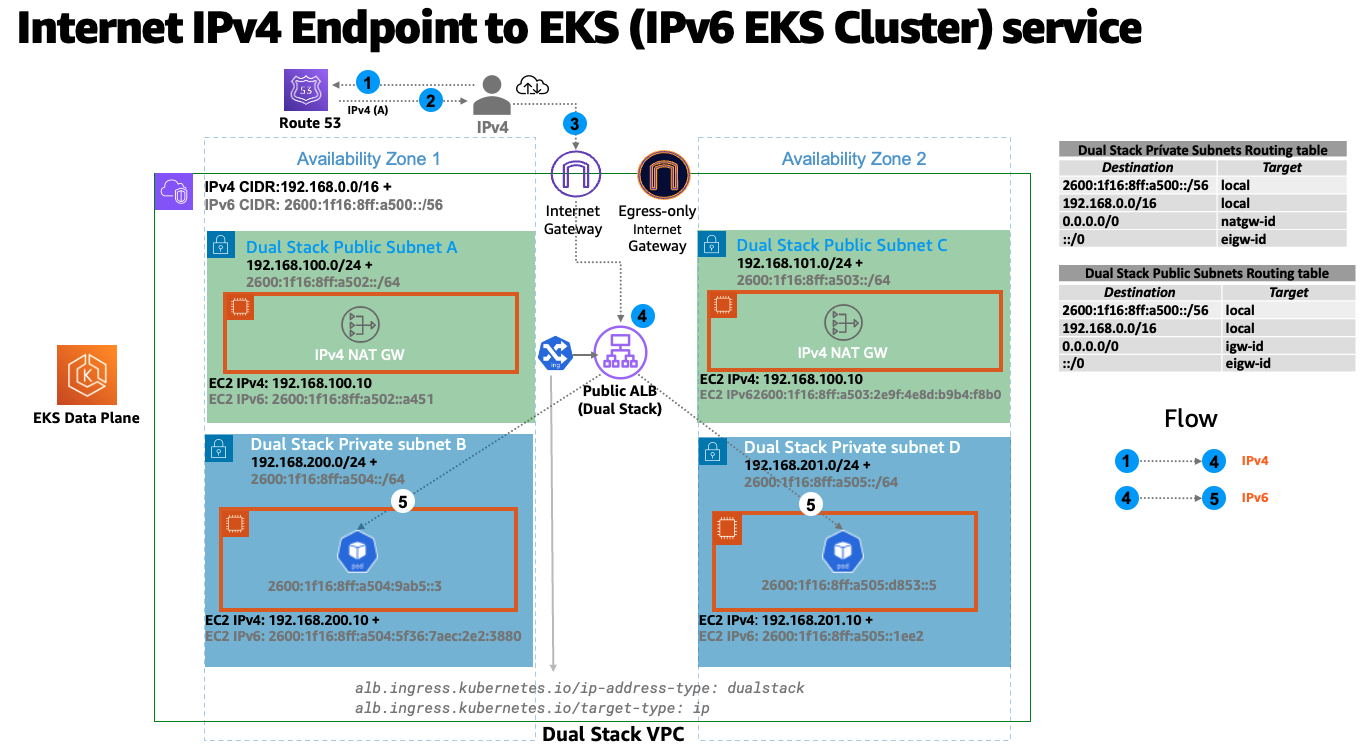 Internet IPv4 Endpoint to EKS (IPv6 EKS Cluster) service
53
1
2
IPv4 (A)
Route 53
IPv4
3
Availability Zone 1
Availability Zone 2
IPv4 CIDR:192.168.0.0/16 +
IPv6 CIDR: 2600:1f16:8ff:a500::/56
Internet
Gateway
Egress-only
Internet
Gateway
Dual Stack Public Subnet A
192.168.100.0/24 +
2600:1f16:8ff:a502::/64
IPv4 NAT GW
EC2 IPv4: 192.168.100.10
EC2 IPv6: 2600:1f16:8ff:a502::a451
Dual Stack Public Subnet C
192.168.101.0/24 +
2600:1f16:8ff:a503::/64
IPv4 NAT GW
EC2 IPv4: 192.168.100.10
EC2 IPv62600:1f16:8ff:a503:2e9f:4e8d:b9b4:f8b0
4
ing
Public ALB
(Dual Stack)
K
EKS Data Plane
Dual Stack Private subnet B
192.168.200.0/24 +
2600:1f16:8ff:a504::/64
5
pod
2600:1f16:8ff:a504:9ab5::3
EC2 IPv4: 192.168.200.10 +
EC2 IPv6: 2600:1f16:8ff:a504:5f36:7aec:2e2:3880
Dual Stack Private subnet D
192.168.201.0/24 +
2600:1f16:8ff:a505::/64
5
pod
2600:1f16:8ff:a505:d853::5
EC2 IPv4: 192.168.201.10 +
EC2 IPv6: 2600:1f16:8ff:a505::1ee2
alb.ingress.kubernetes.io/ip-address-type: dualstack
alb.ingress.kubernetes.io/target-type: ip
Dual Stack VPC
Dual Stack Private Subnets Routing table
Destination Target
2600:1f16:8ff:a500::/56 local
192.168.0.0/16 local
0.0.0.0/0 natgw-id
::/0 eigw-id
Dual Stack Public Subnets Routing table
Destination Target
2600:1f16:8ff:a500::/56 local
192.168.0.0/16 local
0.0.0.0/0 igw-id
::/0 eigw-id
Flow
1 4 IPv4
4 5 IPv6